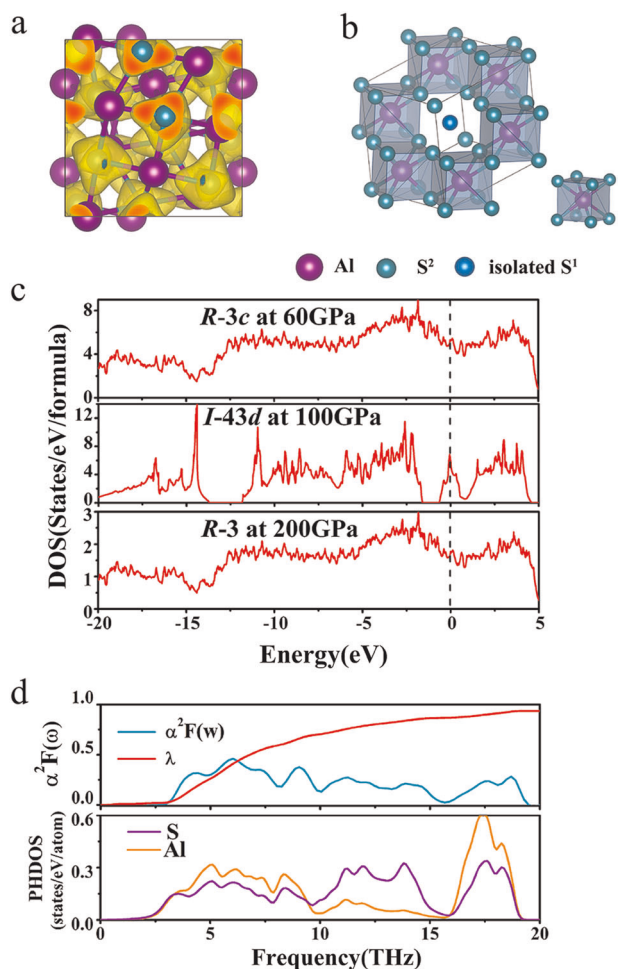 a
b
Al S² isolated S¹
c
DOS(States/eV/formula)
8
4
0
R-3c at 60GPa
12
8
4
0
I-43d at 100GPa
3
2
1
0
R-3 at 200GPa
-20 -15 -10 -5 0 5
Energy(eV)
d
α²F(ω)
1.0
0.5
0.0
α²F(w)
λ
PHDOS
(states/eV/atom)
0.6
0.3
0.0
S
Al
0 5 10 15 20
Frequency(THz)